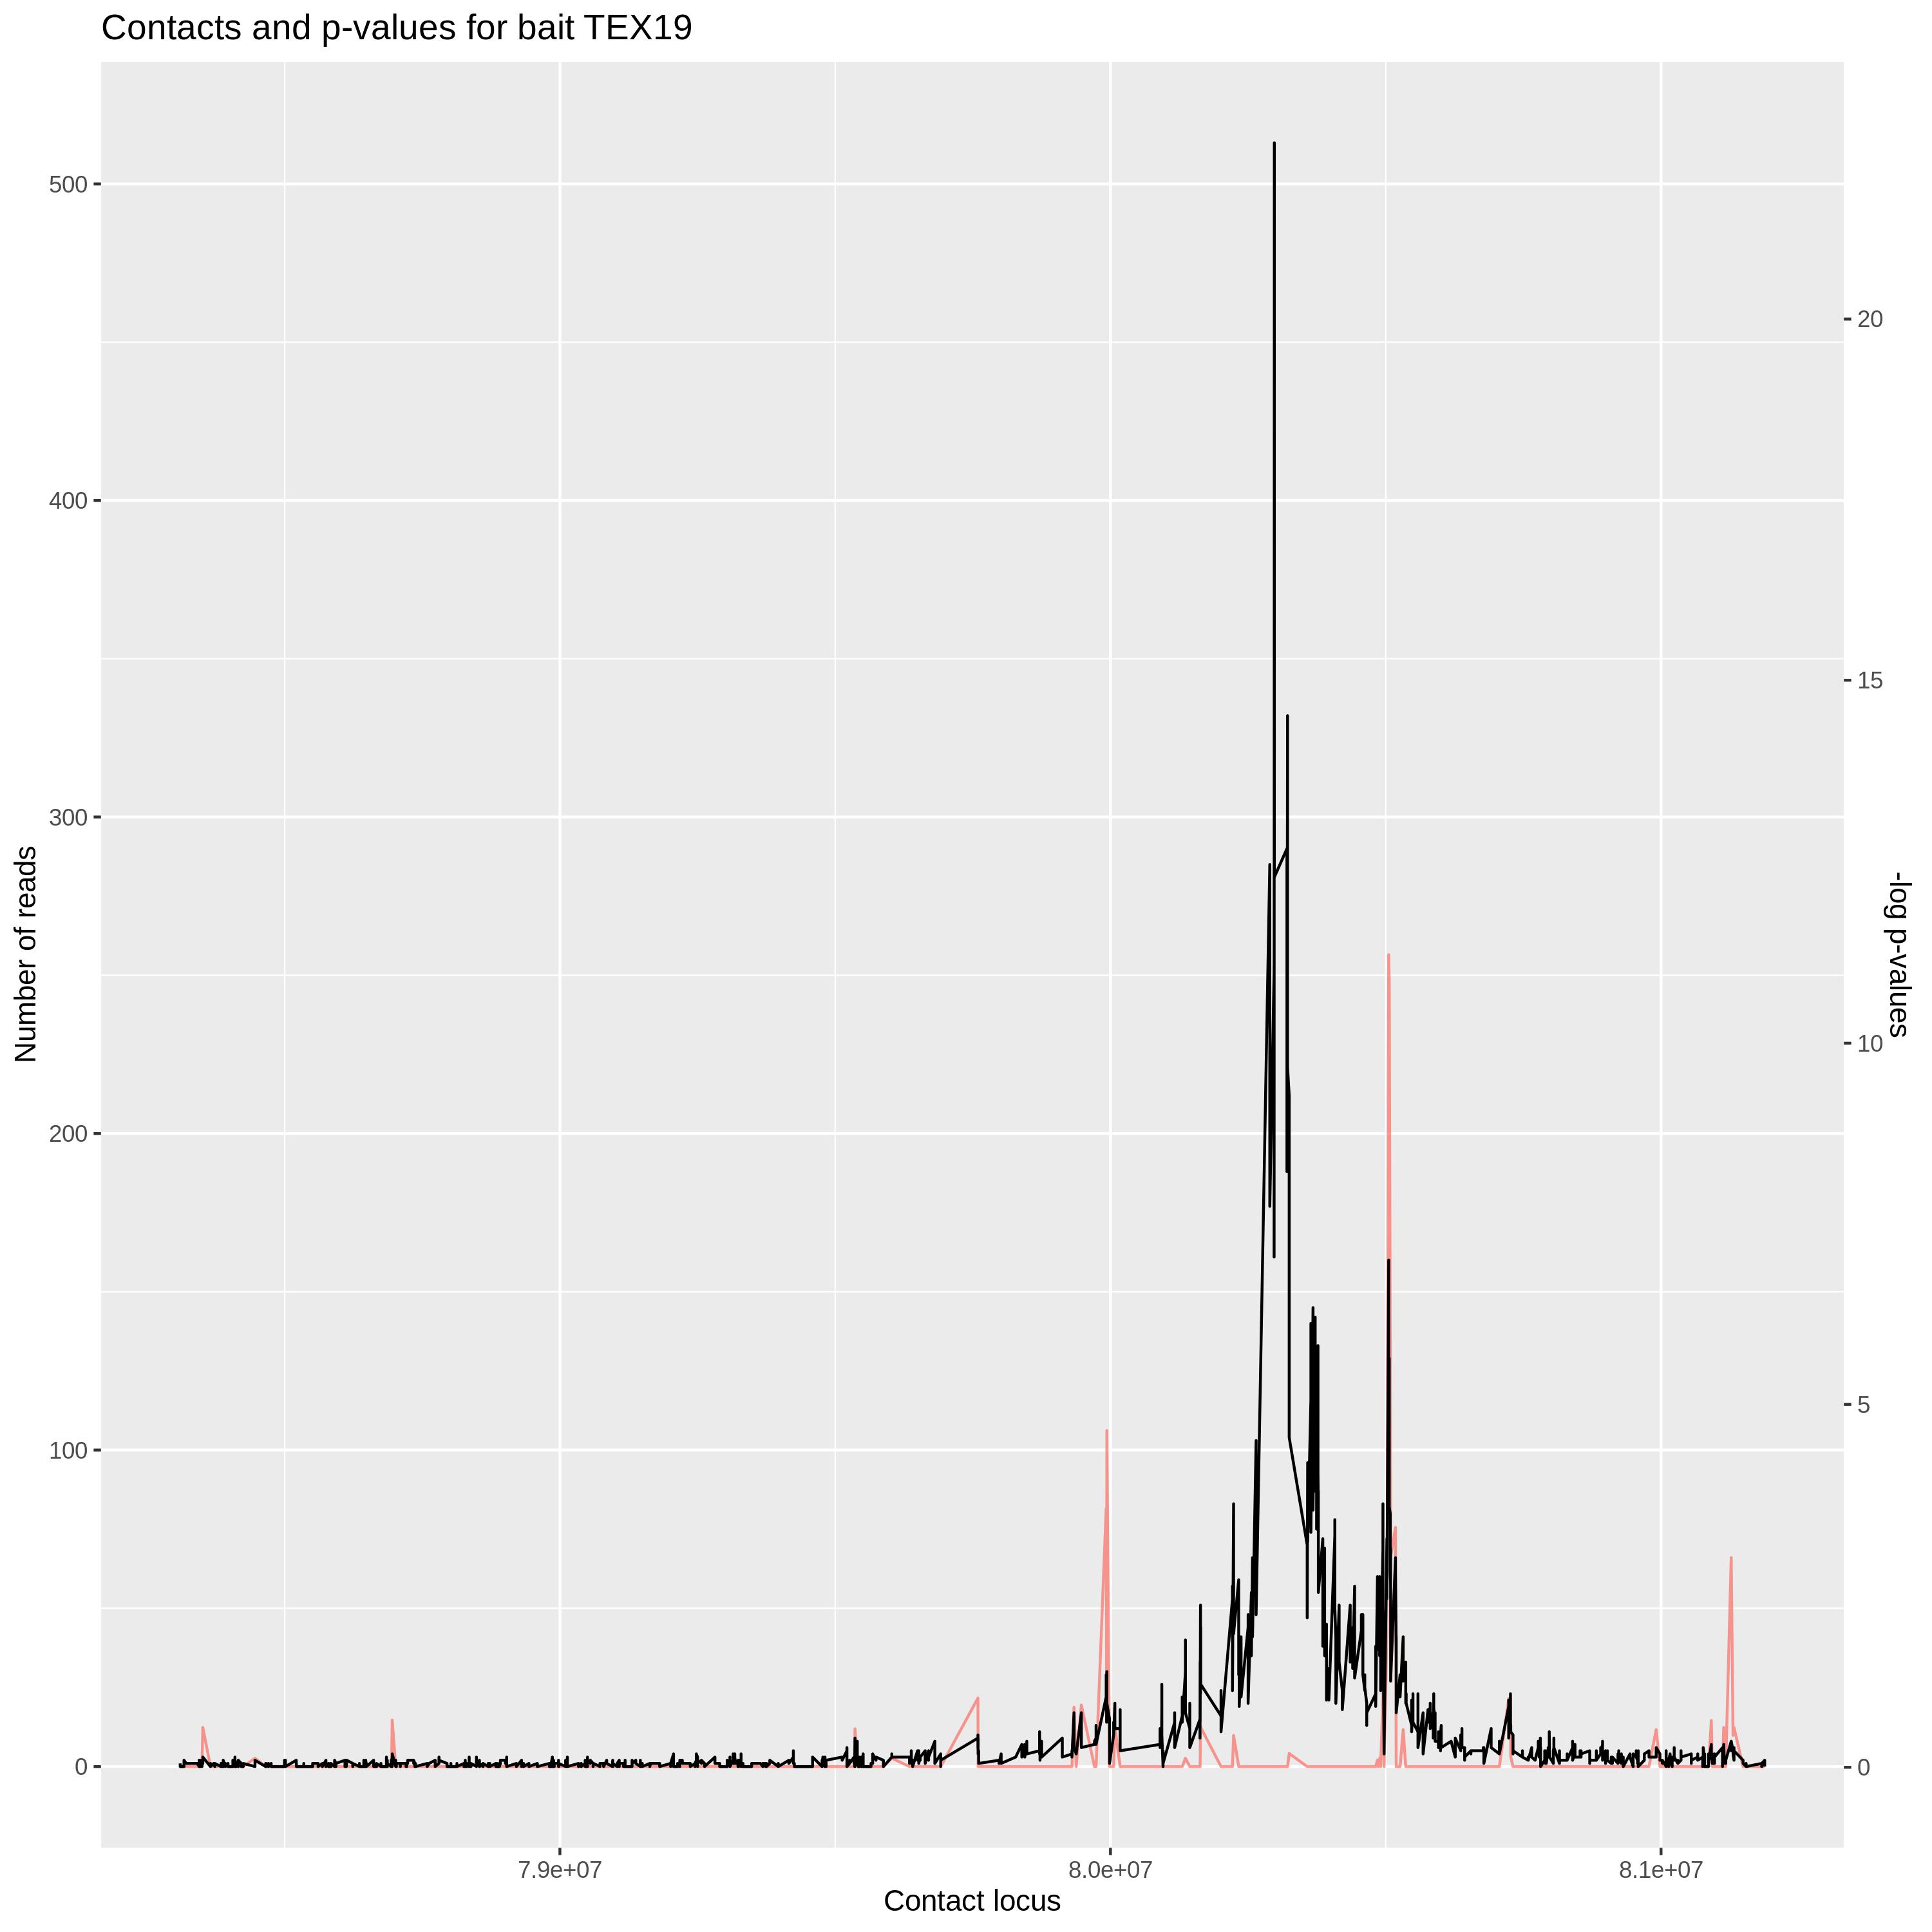 Contacts and p-values for bait TEX19
Number of reads
500
400
300
200
100
0
20
15
10
5
0
-log p-values
7.9e+07
8.0e+07
8.1e+07
Contact locus